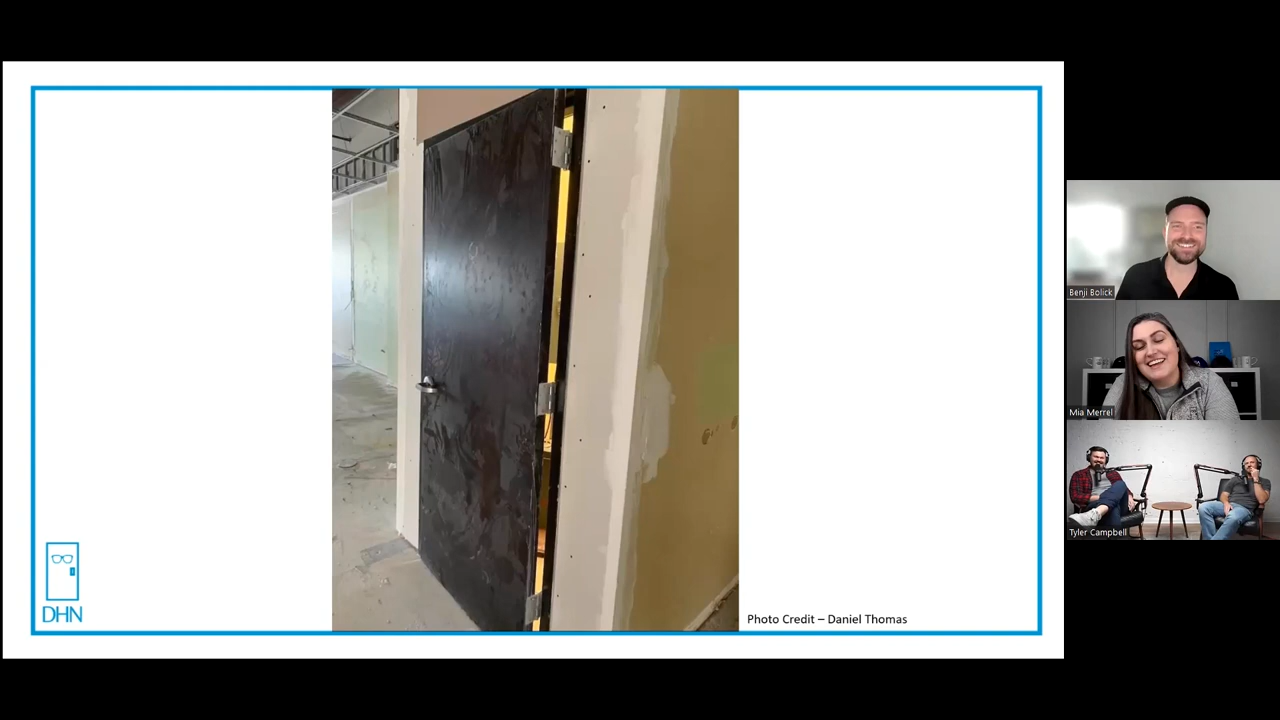 DHN
Photo Credit – Daniel Thomas
Benji Bolick
Mia Merrel
Tyler Campbell